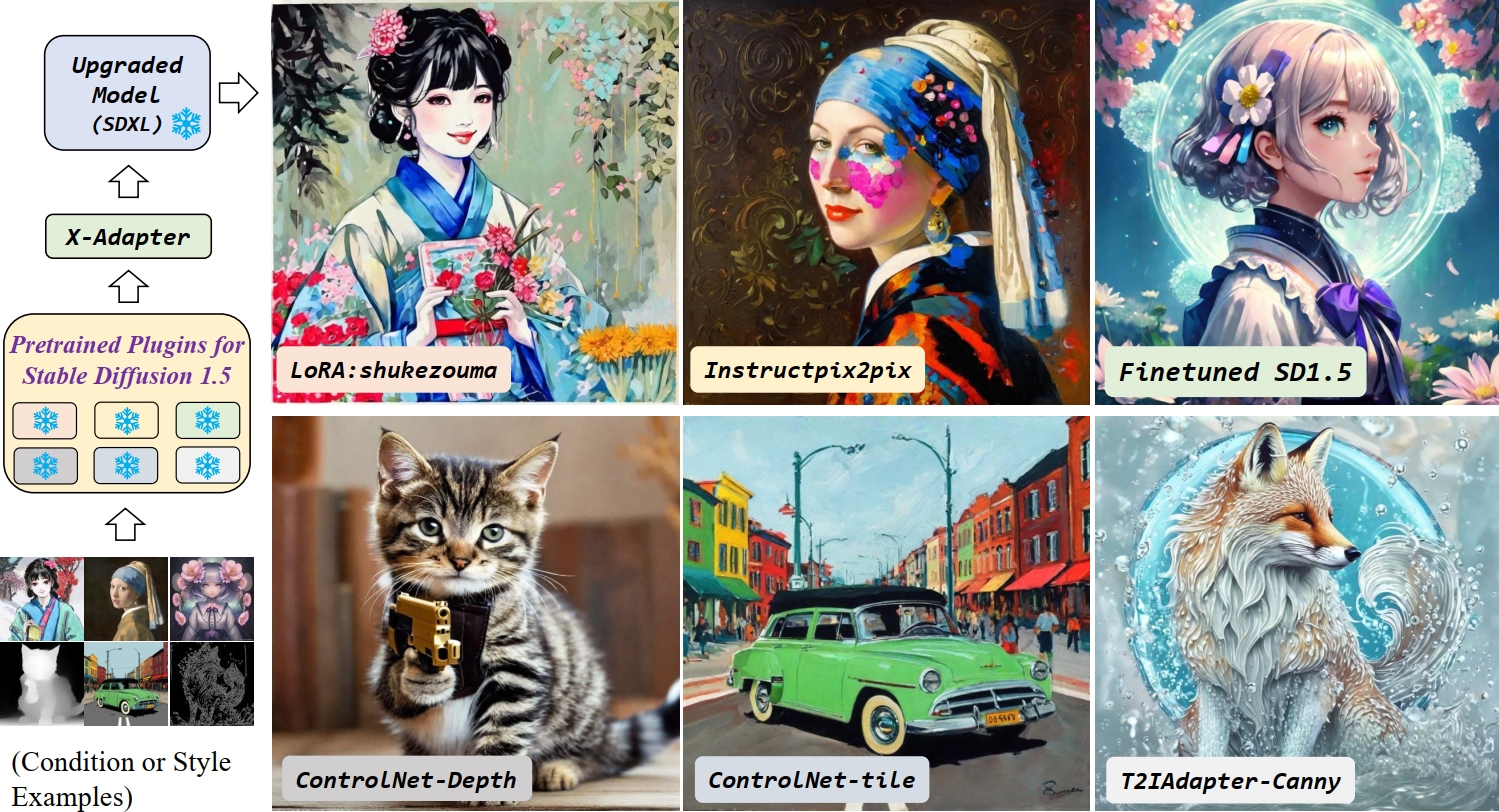 Upgraded
Model
(SDXL)
X-Adapter
Pretrained Plugins for
Stable Diffusion 1.5
(Condition or Style
Examples)
LoRA:shukezouma
Instructpix2pix
Finetuned SD1.5
ControlNet-Depth
ControlNet-tile
T2IAdapter-Canny